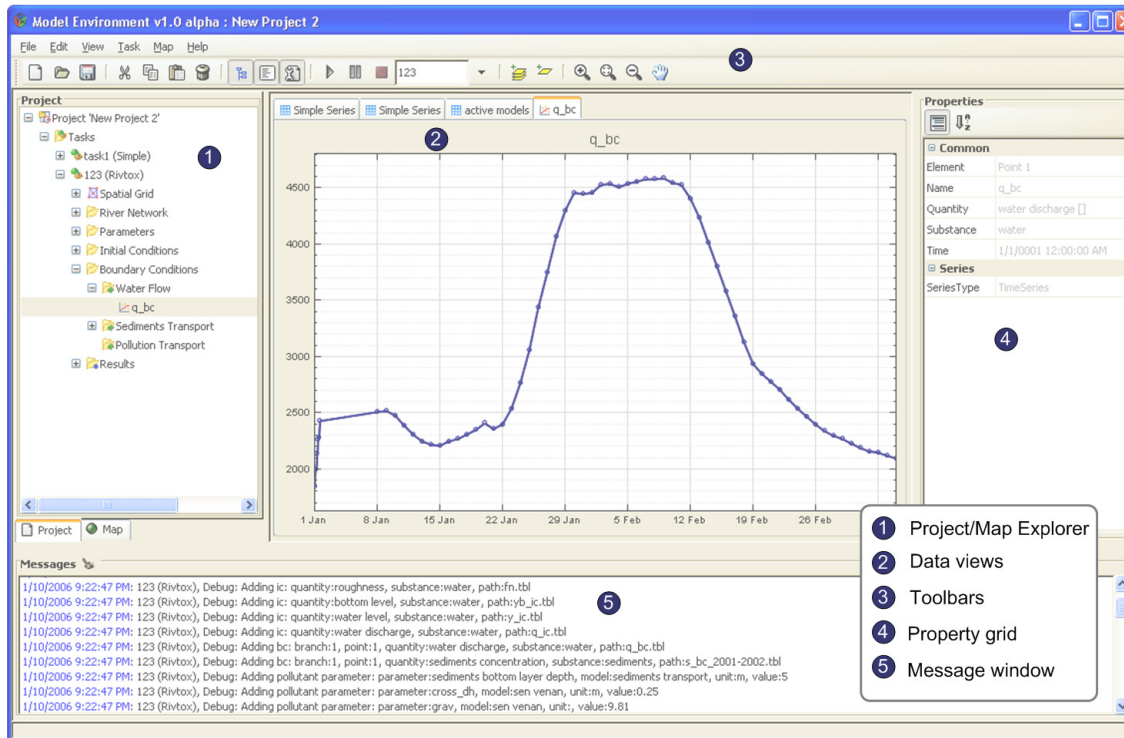 Model Environment v1.0 alpha : New Project 2
File Edit View Task Map Help
123
3
Project
Project 'New Project 2'
Tasks
task1 (Simple)
123 (Rivtox)
Spatial Grid
River Network
Parameters
Initial Conditions
Boundary Conditions
Water Flow
q_bc
Sediments Transport
Pollution Transport
Results
1
Project Map
Simple Series Simple Series active models q_bc
2
q_bc
4500
4000
3500
3000
2500
2000
1 Jan 8 Jan 15 Jan 22 Jan 29 Jan 5 Feb 12 Feb 19 Feb 26 Feb
Properties
Common
Element Point 1
Name q_bc
Quantity water discharge []
Substance water
Time 1/1/0001 12:00:00 AM
Series
SeriesType TimeSeries
4
Messages
1/10/2006 9:22:47 PM: 123 (Rivtox), Debug: Adding ic: quantity:roughness, substance:water, path:fn.tbl
1/10/2006 9:22:47 PM: 123 (Rivtox), Debug: Adding ic: quantity:bottom level, substance:water, path:yb_ic.tbl
1/10/2006 9:22:47 PM: 123 (Rivtox), Debug: Adding ic: quantity:water level, substance:water, path:y_ic.tbl
1/10/2006 9:22:47 PM: 123 (Rivtox), Debug: Adding ic: quantity:water discharge, substance:water, path:q_ic.tbl
1/10/2006 9:22:47 PM: 123 (Rivtox), Debug: Adding bc: branch:1, point:1, quantity:water discharge, substance:water, path:q_bc.tbl
1/10/2006 9:22:47 PM: 123 (Rivtox), Debug: Adding bc: branch:1, point:1, quantity:sediments concentration, substance:sediments, path:s_bc_2001-2002.tbl
1/10/2006 9:22:47 PM: 123 (Rivtox), Debug: Adding pollutant parameter: parameter:sediments bottom layer depth, model:sediments transport, unit:m, value:5
1/10/2006 9:22:47 PM: 123 (Rivtox), Debug: Adding pollutant parameter: parameter:cross_dh, model:sen venan, unit:m, value:0.25
1/10/2006 9:22:47 PM: 123 (Rivtox), Debug: Adding pollutant parameter: parameter:grav, model:sen venan, unit:, value:9.81
5
1 Project/Map Explorer
2 Data views
3 Toolbars
4 Property grid
5 Message window